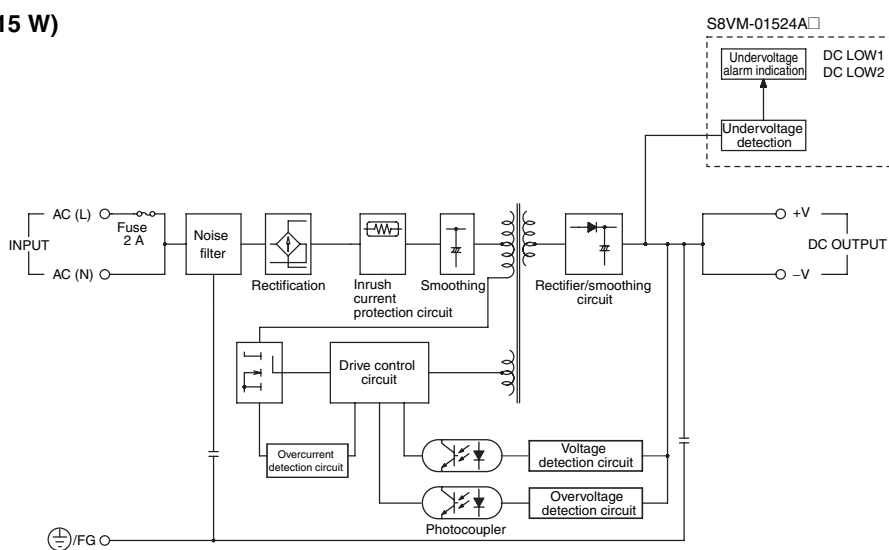 15 W)
S8VM-01524A□
Undervoltage
alarm indication
DC LOW1
DC LOW2
Undervoltage
detection
INPUT
AC (L)
Fuse
2 A
AC (N)
Noise
filter
Rectification
Inrush
current
protection circuit
Smoothing
Rectifier/smoothing
circuit
+V
DC OUTPUT
–V
Drive control
circuit
Overcurrent
detection circuit
Voltage
detection circuit
Overvoltage
detection circuit
Photocoupler
/FG